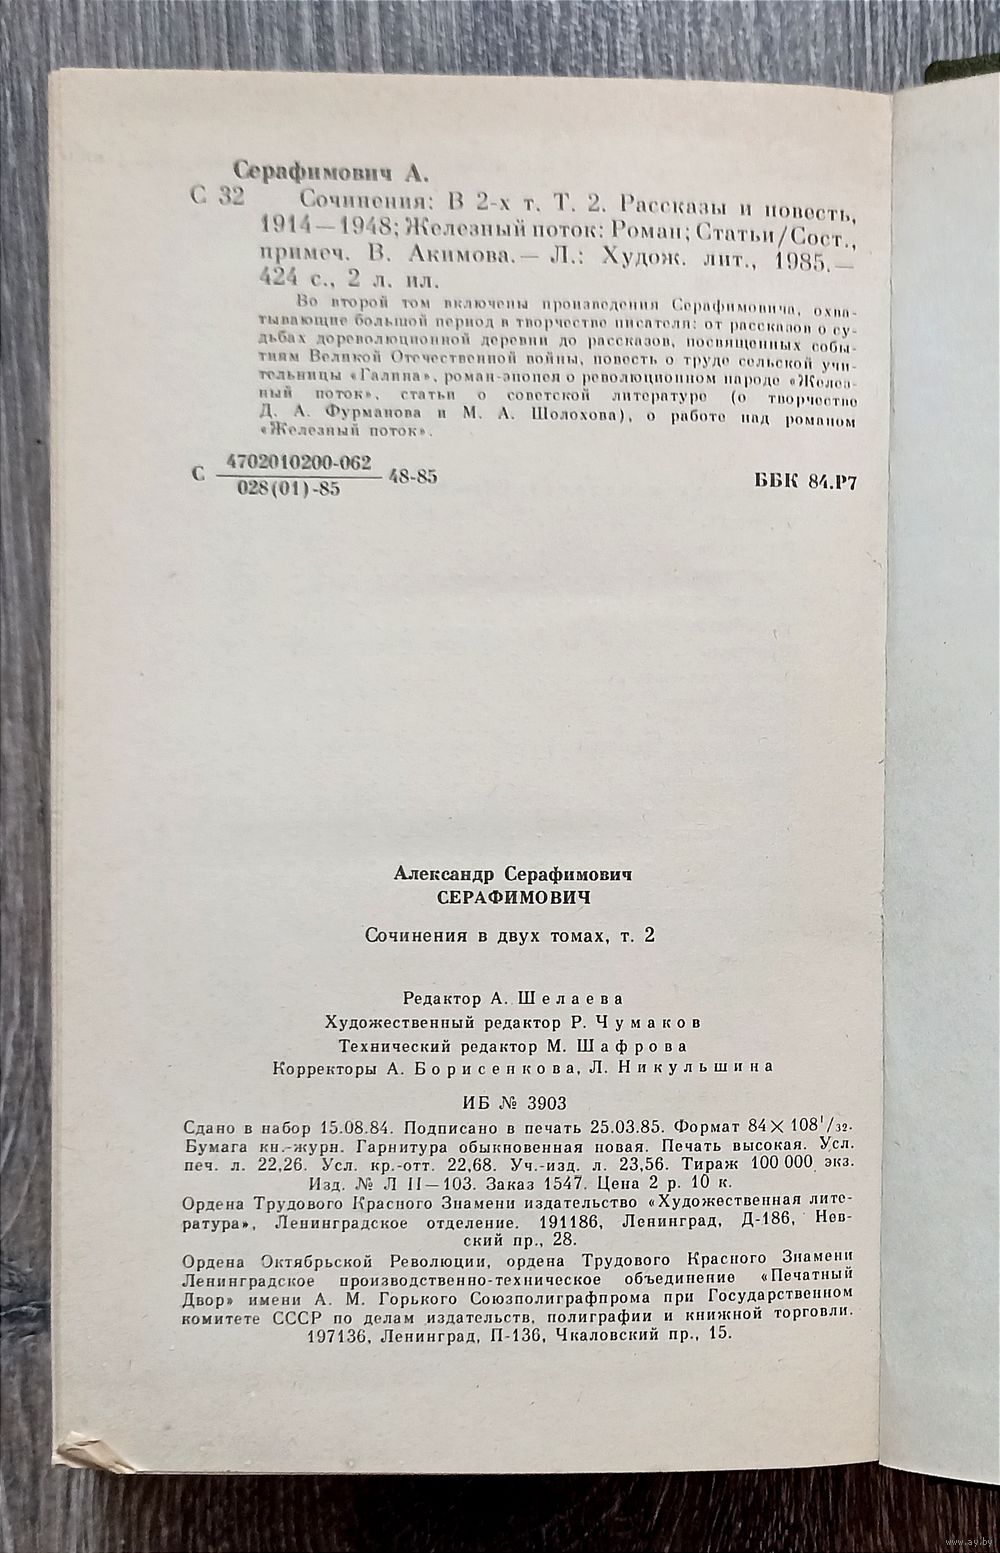 Серафимович А.
С 32 Сочинения: В 2-х т. Т. 2. Рассказы и повесть,
1914—1948; Железный поток: Роман; Статьи/Сост.,
примеч. В. Акимова.— Л.: Худож. лит., 1985.—
424 с., 2 л. ил.
Во второй том включены произведения Серафимовича, охва-
тывающие большой период в творчестве писателя: от рассказов о су-
дьбах дореволюционной деревни до рассказов, посвященных собы-
тиям Великой Отечественной войны, повесть о труде сельской учи-
тельницы «Галина», роман-эпопея о революционном народе «Желез-
ный поток», статьи о советской литературе (о творчестве
Д. А. Фурманова и М. А. Шолохова), о работе над романом
«Железный поток».
С 4702010200-062 48-85
028(01)-85
ББК 84.Р7
Александр Серафимович
СЕРАФИМОВИЧ
Сочинения в двух томах, т. 2
Редактор А. Шелаева
Художественный редактор Р. Чумаков
Технический редактор М. Шафрова
Корректоры А. Борисенкова, Л. Никульшина
ИБ № 3903
Сдано в набор 15.08.84. Подписано в печать 25.03.85. Формат 84×108¹/₃₂.
Бумага кн.-журн. Гарнитура обыкновенная новая. Печать высокая. Усл.
печ. л. 22,26. Усл. кр.-отт. 22,68. Уч.-изд. л. 23,56. Тираж 100 000 экз.
Изд. № Л II—103. Заказ 1547. Цена 2 р. 10 к.
Ордена Трудового Красного Знамени издательство «Художественная лите-
ратура», Ленинградское отделение. 191186, Ленинград, Д-186, Нев-
ский пр., 28.
Ордена Октябрьской Революции, ордена Трудового Красного Знамени
Ленинградское производственно-техническое объединение «Печатный
Двор» имени А. М. Горького Союзполиграфпрома при Государственном
комитете СССР по делам издательств, полиграфии и книжной торговли.
197136, Ленинград, П-136, Чкаловский пр., 15.
www.ay.by